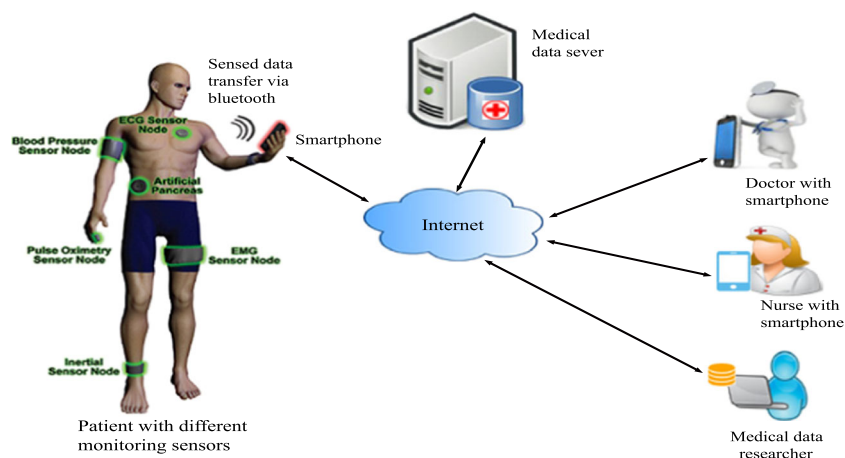 Medical
data sever
Sensed data
transfer via
bluetooth
ECG Sensor
Node
Blood Pressure
Sensor Node
Smartphone
Artificial
Pancreas
Doctor with
smartphone
Internet
Pulse Oximetry
Sensor Node
EMG
Sensor Node
Nurse with
smartphone
Inertial
Sensor Node
Patient with different
monitoring sensors
Medical data
researcher